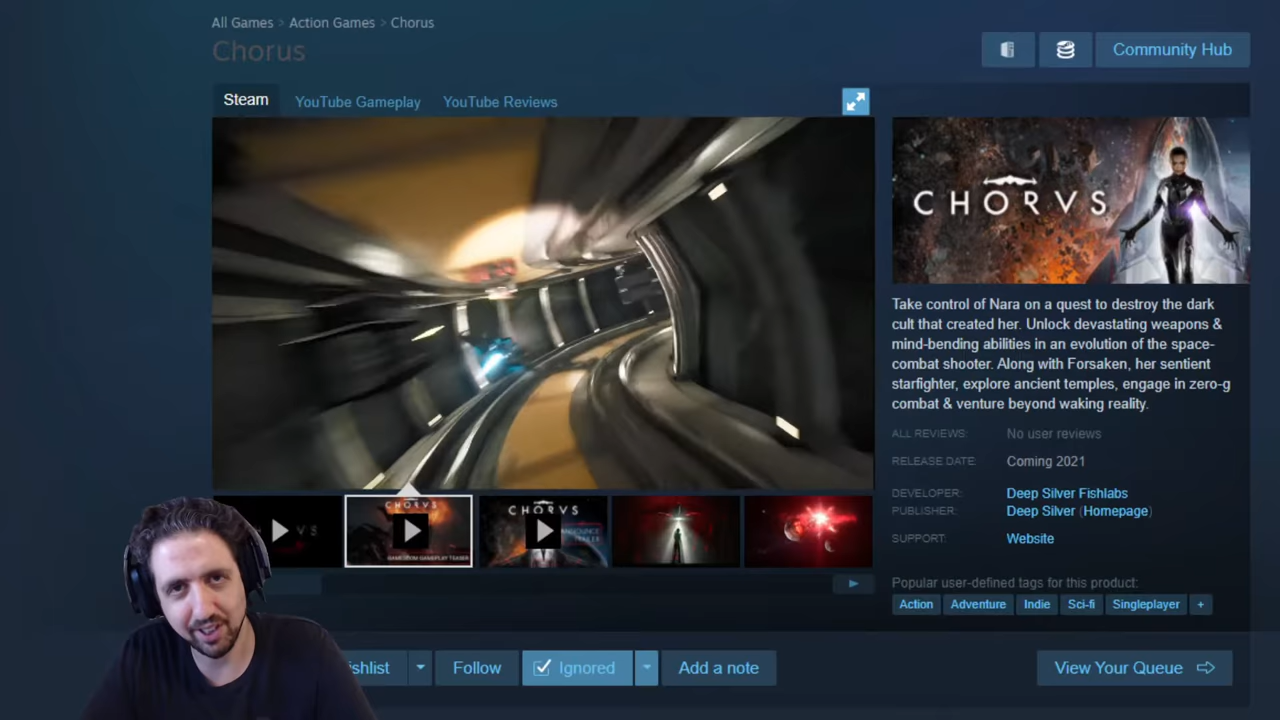 All Games > Action Games > Chorus
Chorus
Community Hub
Steam
YouTube Gameplay
YouTube Reviews
CHORVS
Take control of Nara on a quest to destroy the dark
cult that created her. Unlock devastating weapons &
mind-bending abilities in an evolution of the space-
combat shooter. Along with Forsaken, her sentient
starfighter, explore ancient temples, engage in zero-g
combat & venture beyond waking reality.
ALL REVIEWS: No user reviews
RELEASE DATE: Coming 2021
DEVELOPER: Deep Silver Fishlabs
PUBLISHER: Deep Silver (Homepage)
SUPPORT: Website
CHORVS
GAMESCOM GAMEPLAY TEASER
CHORVS
TRAILER
Popular user-defined tags for this product:
Action
Adventure
Indie
Sci-fi
Singleplayer
+
ishlist
Follow
Ignored
Add a note
View Your Queue